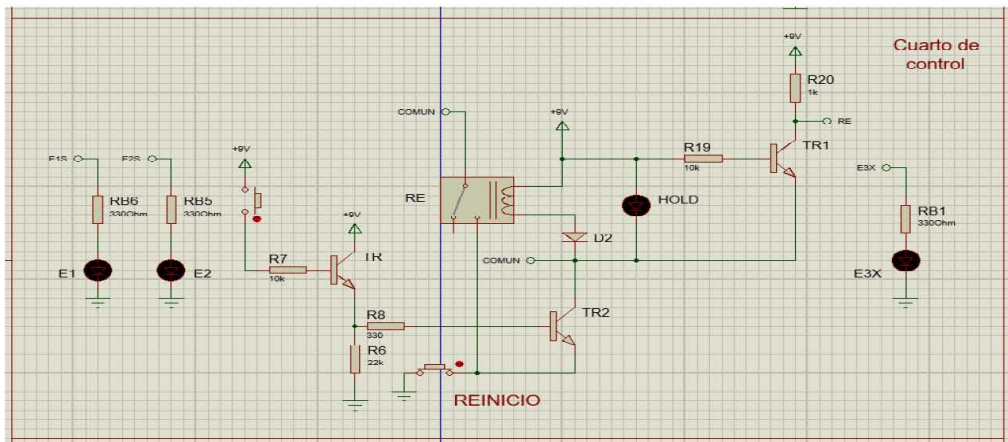 Cuarto de
control
+9V
R20
1k
RE
TR1
COMUN
+9V
R19
10k
E1S
E2S
+9V
E3X
RB6
330Ohm
RB5
330Ohm
RE
HOLD
RB1
330Ohm
+9V
D2
E1
E2
R7
10k
TR
COMUN
E3X
R8
330
TR2
R6
22k
REINICIO